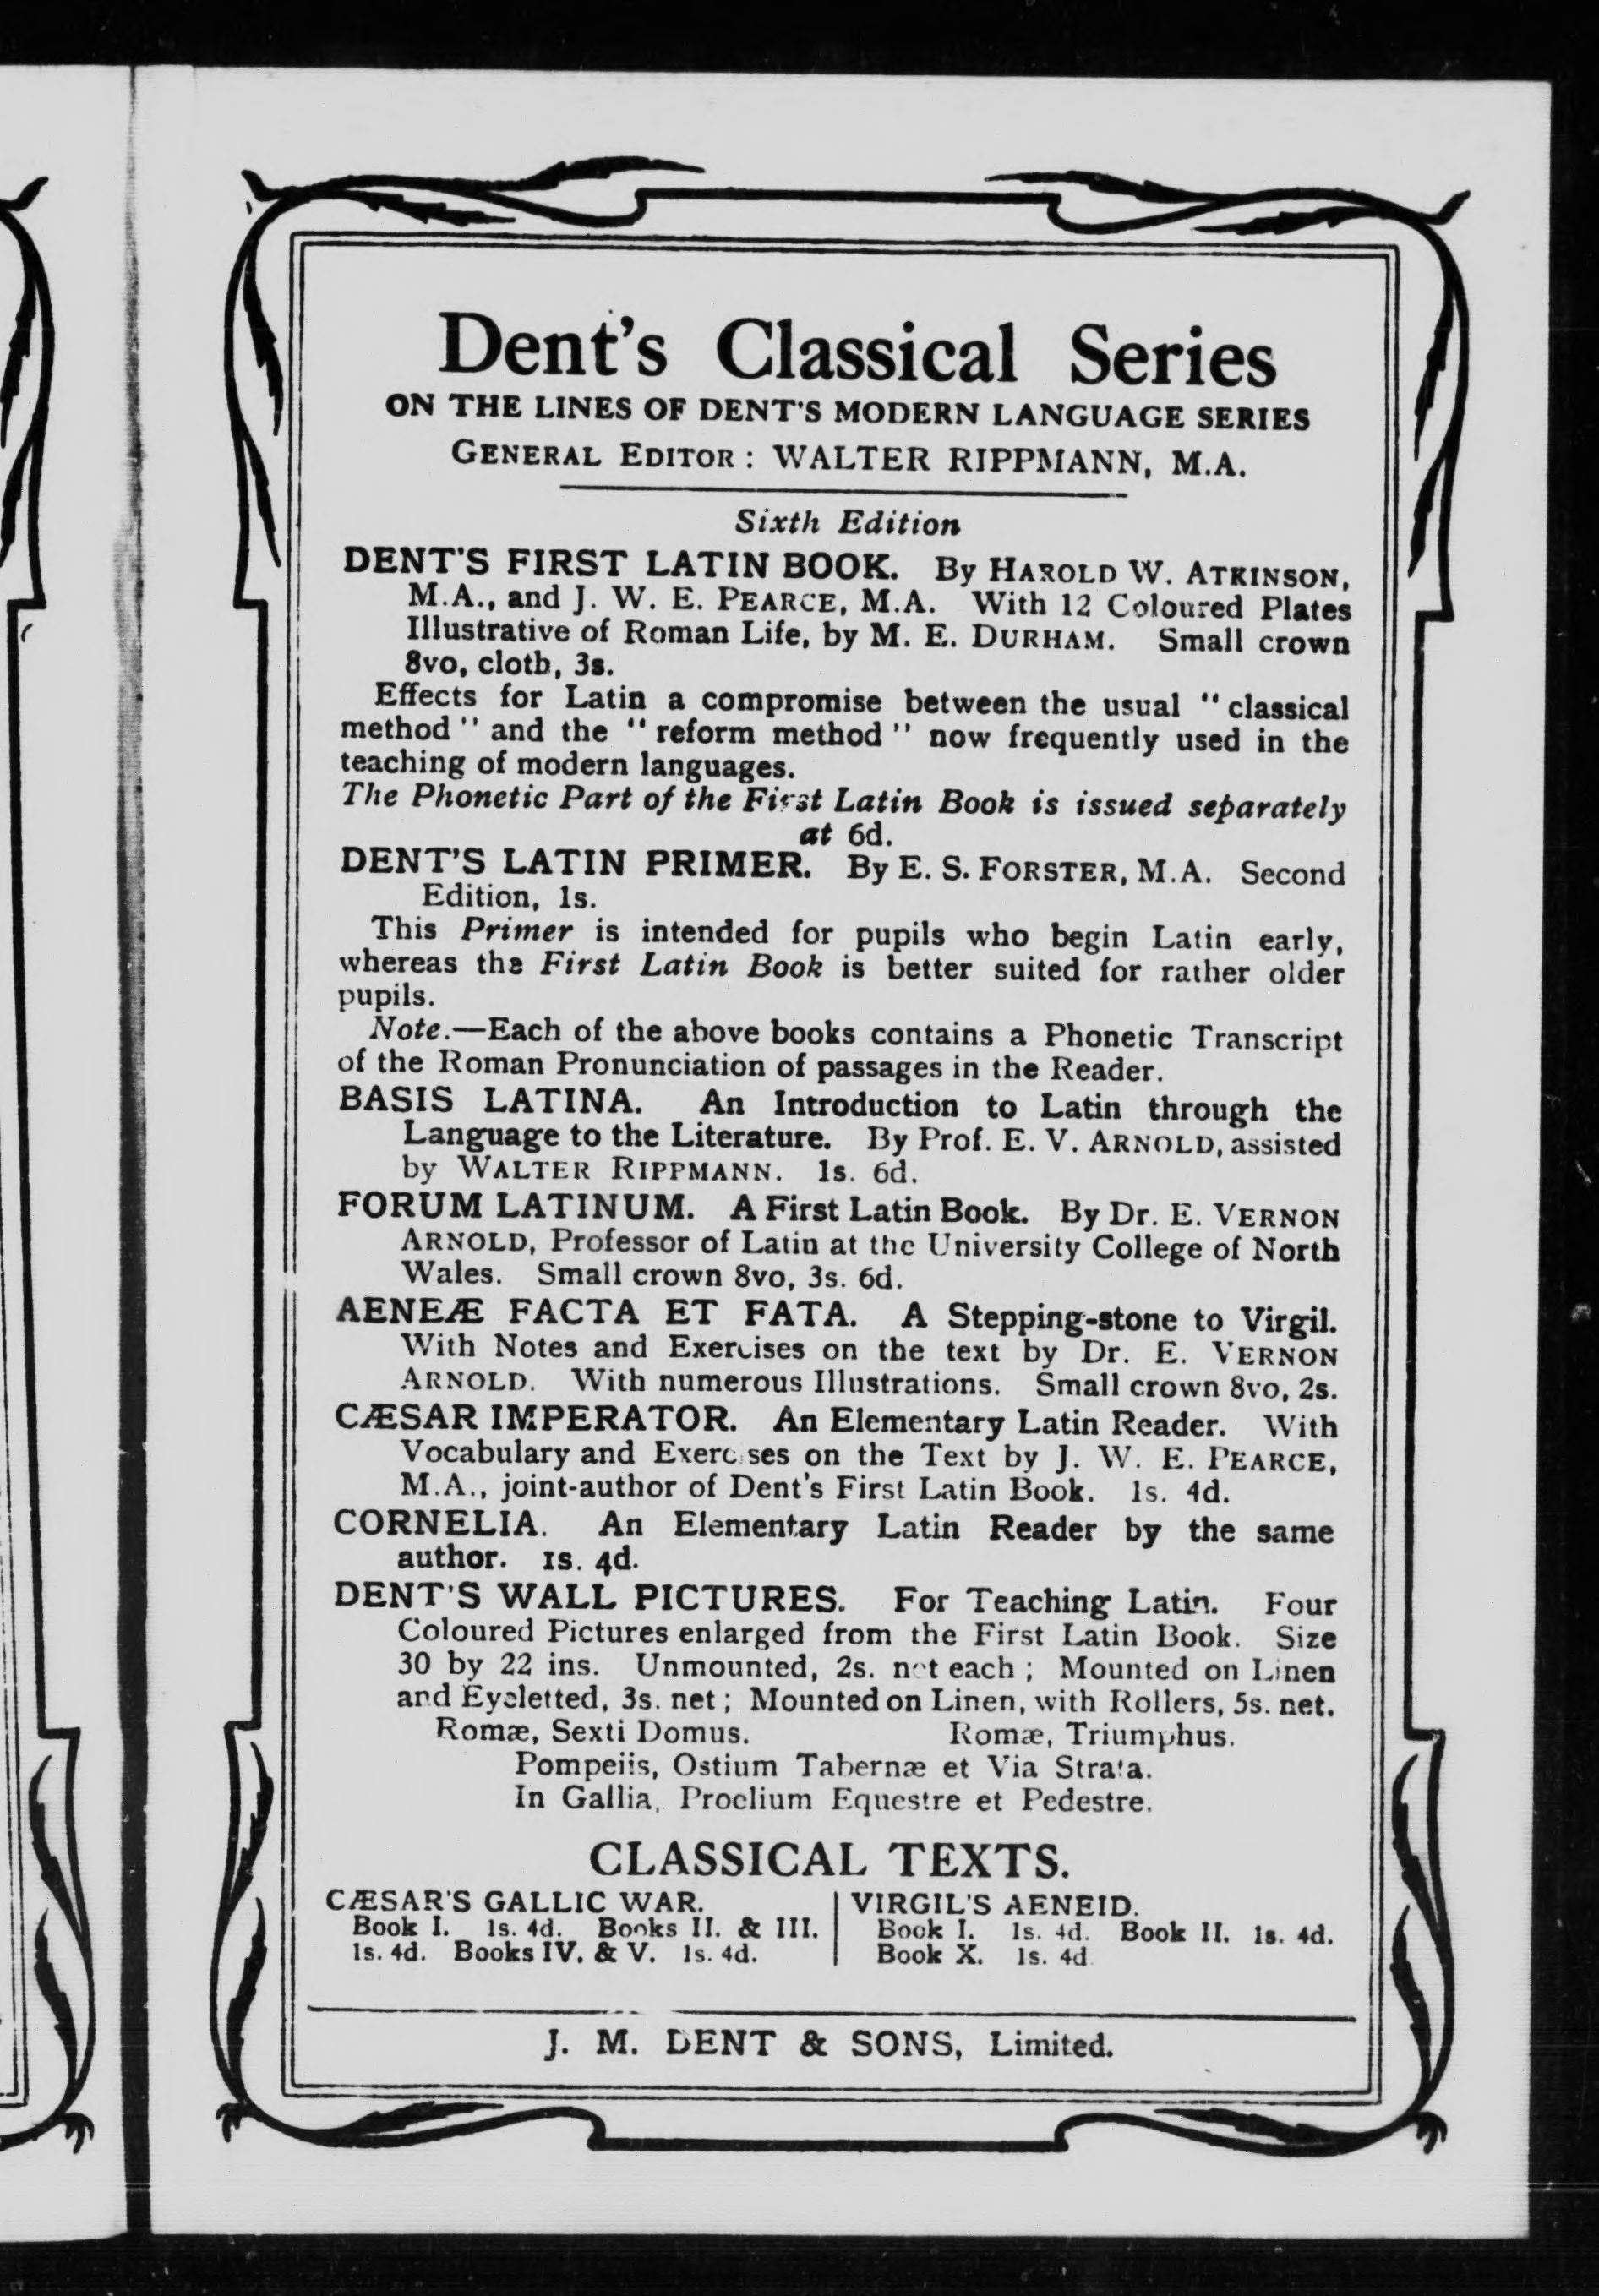 Dent's Classical Series
ON THE LINES OF DENT'S MODERN LANGUAGE SERIES
GENERAL EDITOR: WALTER RIPPMANN, M.A.
Sixth Edition
DENT'S FIRST LATIN BOOK. By HAROLD W. ATKINSON,
M.A., and J. W. E. PEARCE, M.A. With 12 Coloured Plates
Illustrative of Roman Life, by M. E. DURHAM. Small crown
8vo, cloth, 3s.
Effects for Latin a compromise between the usual "classical
method" and the "reform method" now frequently used in the
teaching of modern languages.
The Phonetic Part of the First Latin Book is issued separately
at 6d.
DENT'S LATIN PRIMER. By E. S. FORSTER, M.A. Second
Edition, 1s.
This Primer is intended for pupils who begin Latin early,
whereas the First Latin Book is better suited for rather older
pupils.
Note.—Each of the above books contains a Phonetic Transcript
of the Roman Pronunciation of passages in the Reader.
BASIS LATINA. An Introduction to Latin through the
Language to the Literature. By Prof. E. V. ARNOLD, assisted
by WALTER RIPPMANN. 1s. 6d.
FORUM LATINUM. A First Latin Book. By Dr. E. VERNON
ARNOLD, Professor of Latin at the University College of North
Wales. Small crown 8vo, 3s. 6d.
AENEÆ FACTA ET FATA. A Stepping-stone to Virgil.
With Notes and Exercises on the text by Dr. E. VERNON
ARNOLD. With numerous Illustrations. Small crown 8vo, 2s.
CÆSAR IMPERATOR. An Elementary Latin Reader. With
Vocabulary and Exercises on the Text by J. W. E. PEARCE,
M.A., joint-author of Dent's First Latin Book. 1s. 4d.
CORNELIA. An Elementary Latin Reader by the same
author. 1s. 4d.
DENT'S WALL PICTURES. For Teaching Latin. Four
Coloured Pictures enlarged from the First Latin Book. Size
30 by 22 ins. Unmounted, 2s. net each; Mounted on Linen
and Eyeletted, 3s. net; Mounted on Linen, with Rollers, 5s. net.
Romæ, Sexti Domus. Romæ, Triumphus.
Pompeiis, Ostium Tabernæ et Via Strata.
In Gallia, Proelium Equestre et Pedestre.
CLASSICAL TEXTS.
CÆSAR'S GALLIC WAR.
Book I. 1s. 4d. Books II. & III.
1s. 4d. Books IV. & V. 1s. 4d.
VIRGIL'S AENEID.
Book I. 1s. 4d. Book II. 1s. 4d.
Book X. 1s. 4d.
J. M. DENT & SONS, Limited.